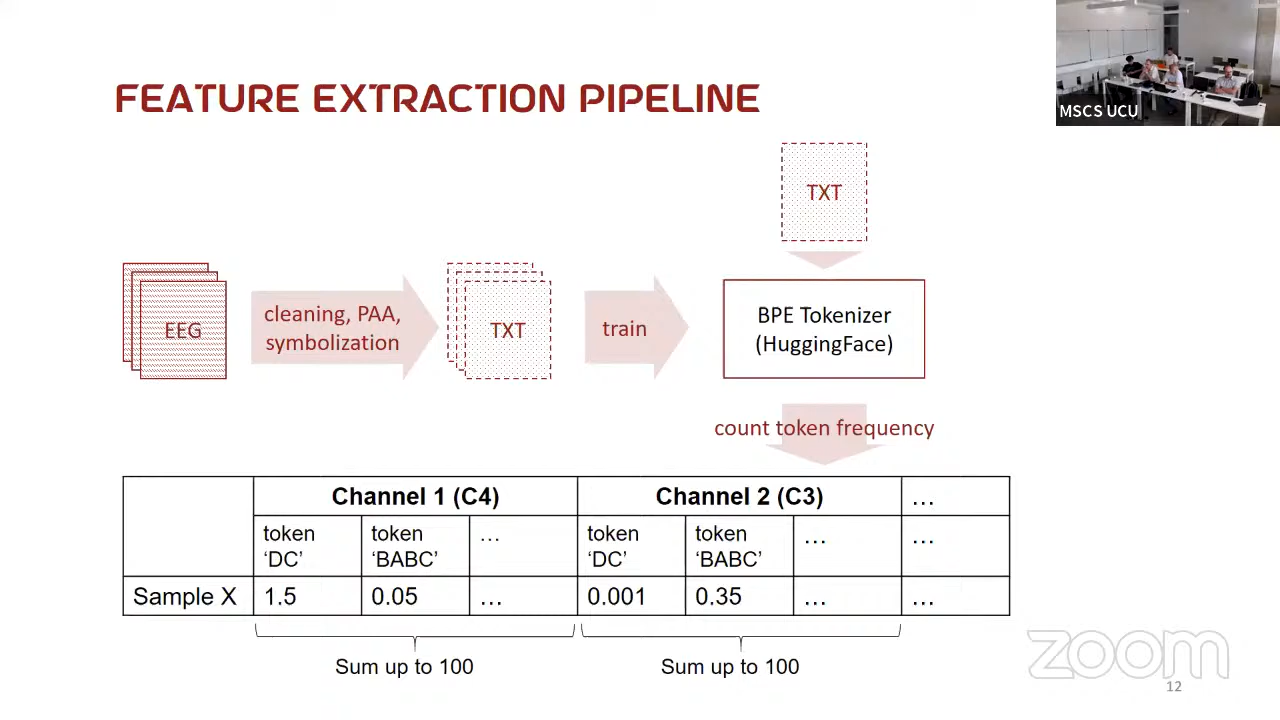 MSCS UCU
FEATURE EXTRACTION PIPELINE
TXT
EEG
cleaning, PAA,
symbolization
TXT
train
BPE Tokenizer
(HuggingFace)
count token frequency
Channel 1 (C4) Channel 2 (C3) ...
token 'DC' token 'BABC' ... token 'DC' token 'BABC' ... ...
Sample X 1.5 0.05 ... 0.001 0.35 ... ...
Sum up to 100 Sum up to 100
zoom
12